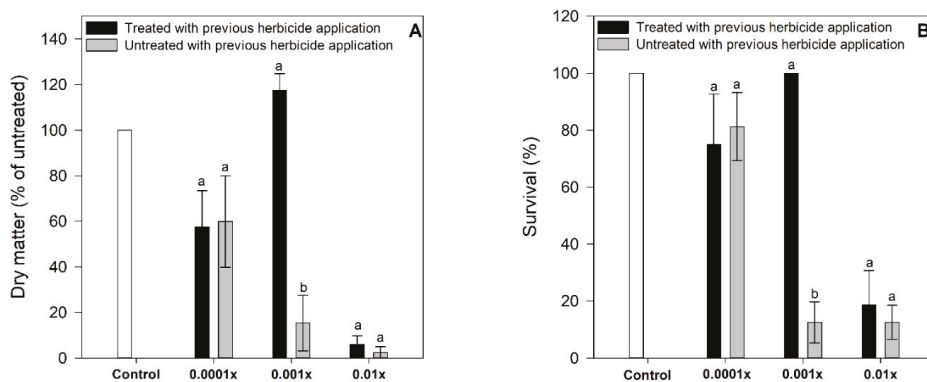 Treated with previous herbicide application
Untreated with previous herbicide application
A
Dry matter (% of untreated)
140
120
100
80
60
40
20
0
a
a
a
b
a
a
Control
0.0001x
0.001x
0.01x
Treated with previous herbicide application
Untreated with previous herbicide application
B
Survival (%)
120
100
80
60
40
20
0
a
a
a
b
a
a
Control
0.0001x
0.001x
0.01x